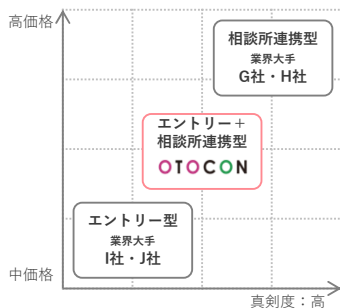 高価格
相談所連携型
業界大手
G社・H社
エントリー＋
相談所連携型
OTOCON
エントリー型
業界大手
I社・J社
中価格
真剣度：高